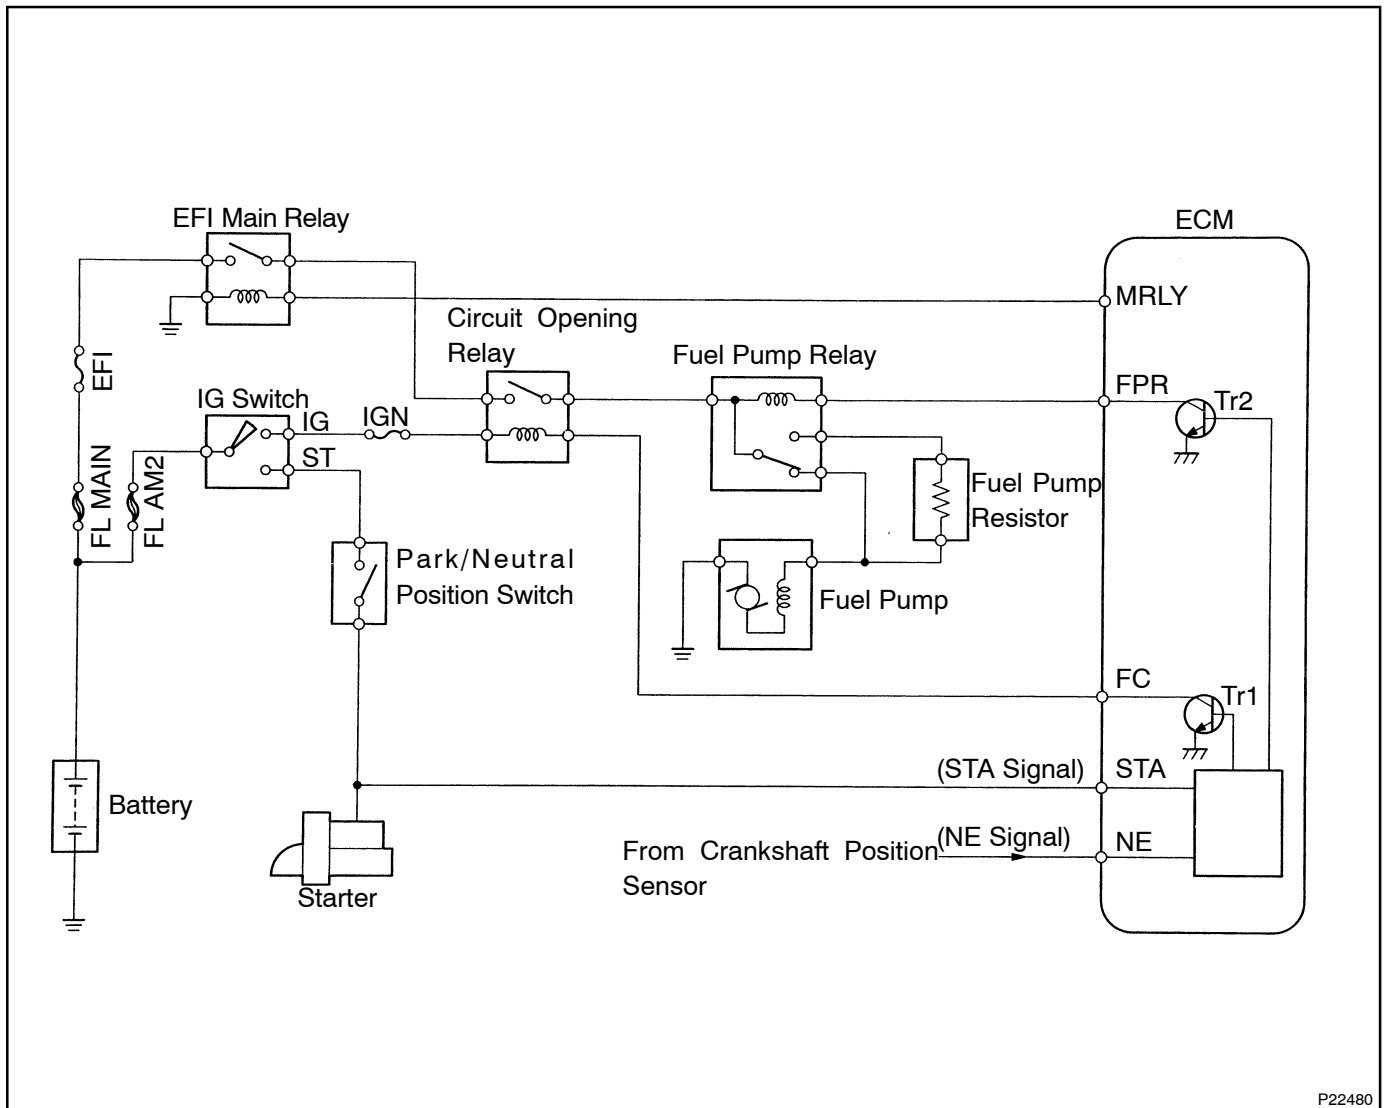 EFI Main Relay
ECM
MRLY
Circuit Opening
Relay
Fuel Pump Relay
EFI
IG Switch
IG
IGN
FPR
Tr2
ST
FL MAIN
FL AM2
Fuel Pump
Resistor
Park/Neutral
Position Switch
Fuel Pump
FC
Tr1
(STA Signal)
STA
Battery
(NE Signal)
NE
From Crankshaft Position
Sensor
Starter
P22480